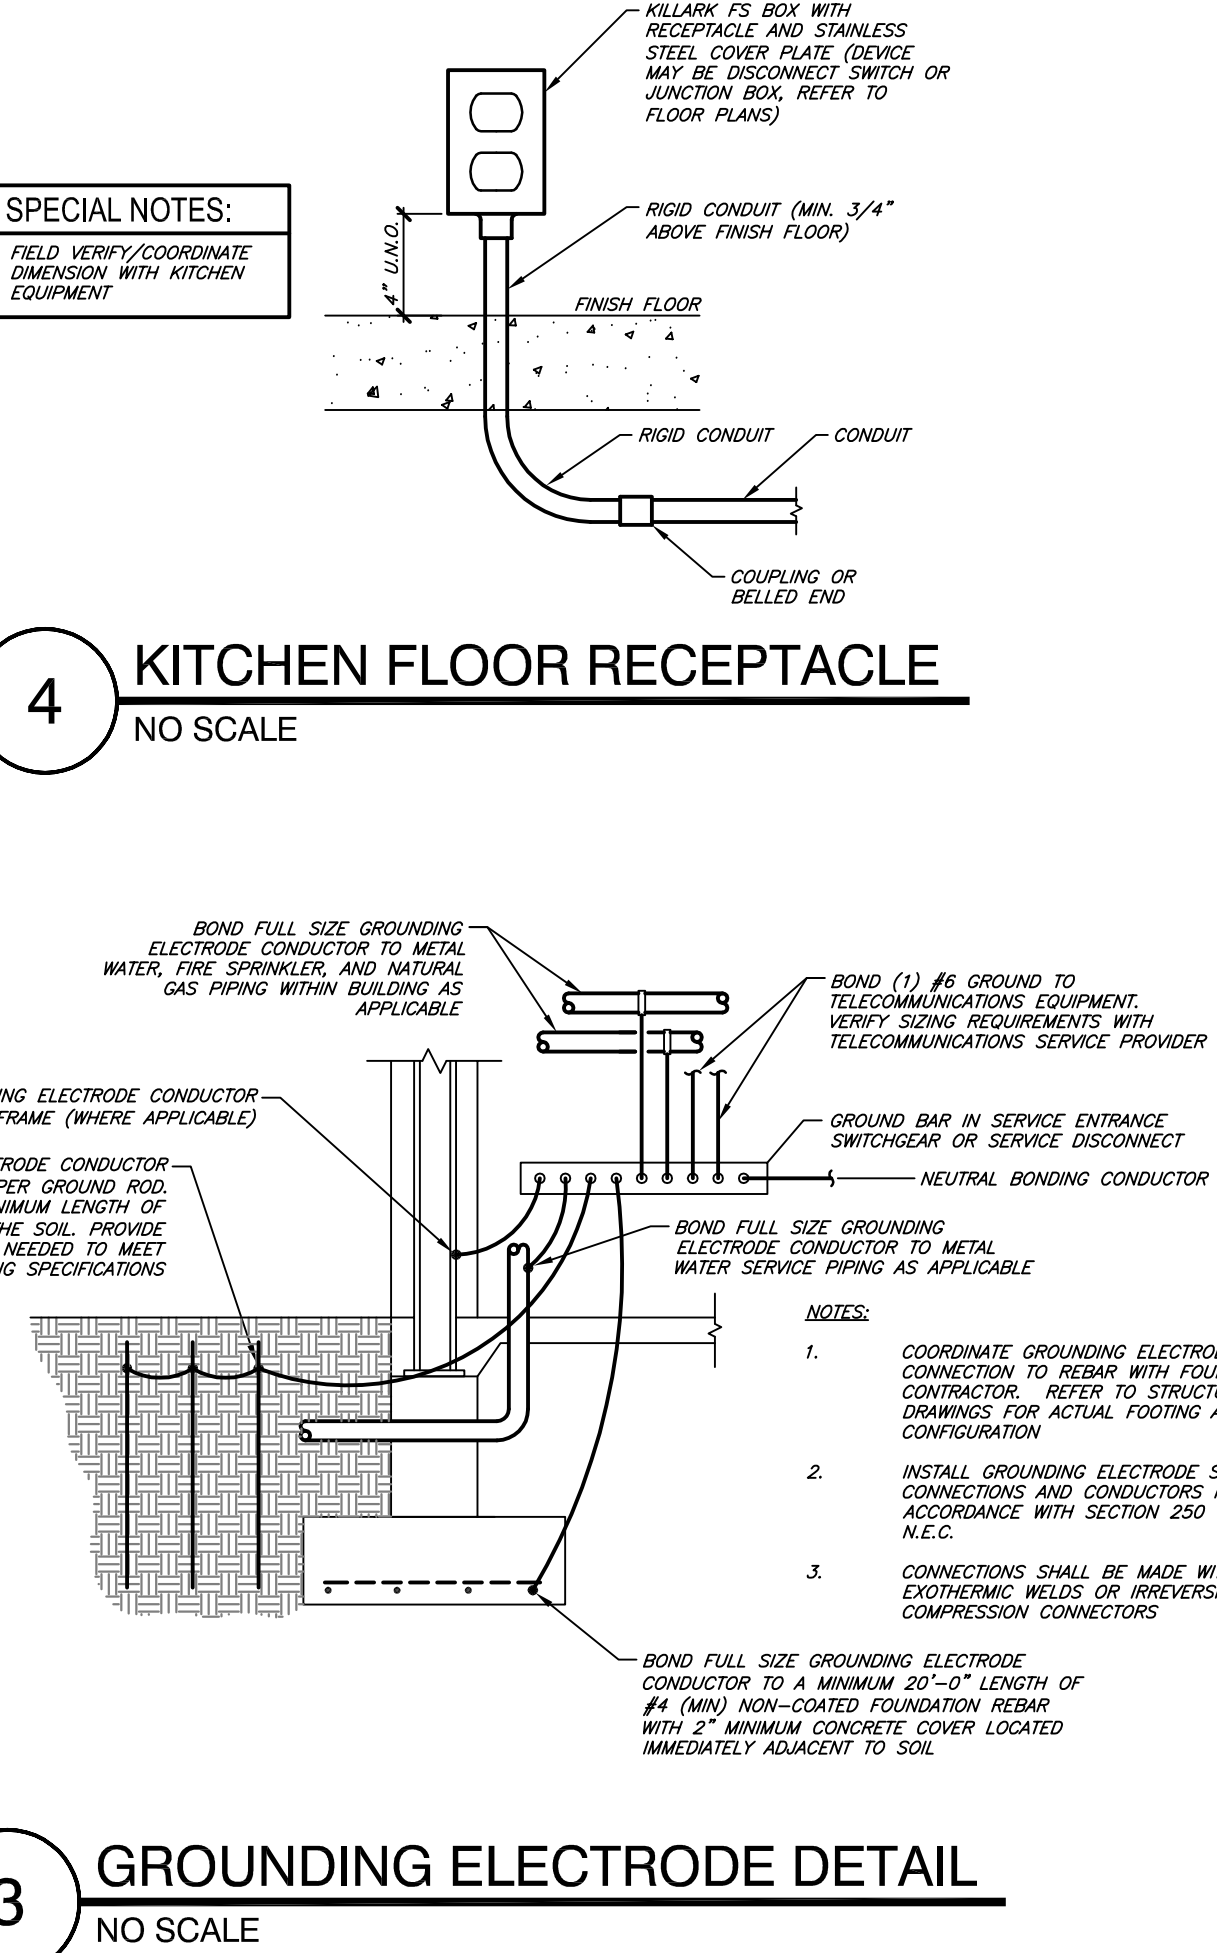 KILLARK FS BOX WITH
RECEPTACLE AND STAINLESS
STEEL COVER PLATE (DEVICE
MAY BE DISCONNECT SWITCH OR
JUNCTION BOX, REFER TO
FLOOR PLANS)
SPECIAL NOTES:
FIELD VERIFY/COORDINATE
DIMENSION WITH KITCHEN
EQUIPMENT
4" U.N.O.
RIGID CONDUIT (MIN. 3/4"
ABOVE FINISH FLOOR)
FINISH FLOOR
RIGID CONDUIT
CONDUIT
COUPLING OR
BELLED END
4
KITCHEN FLOOR RECEPTACLE
NO SCALE
BOND FULL SIZE GROUNDING
ELECTRODE CONDUCTOR TO METAL
WATER, FIRE SPRINKLER, AND NATURAL
GAS PIPING WITHIN BUILDING AS
APPLICABLE
BOND (1) #6 GROUND TO
TELECOMMUNICATIONS EQUIPMENT.
VERIFY SIZING REQUIREMENTS WITH
TELECOMMUNICATIONS SERVICE PROVIDER
ELECTRODE CONDUCTOR
FRAME (WHERE APPLICABLE)
GROUND BAR IN SERVICE ENTRANCE
SWITCHGEAR OR SERVICE DISCONNECT
CONDUCTOR
PER GROUND ROD.
LENGTH OF
THE SOIL. PROVIDE
NEEDED TO MEET
SPECIFICATIONS
NEUTRAL BONDING CONDUCTOR
BOND FULL SIZE GROUNDING
ELECTRODE CONDUCTOR TO METAL
WATER SERVICE PIPING AS APPLICABLE
NOTES:
1. COORDINATE GROUNDING
CONNECTION TO REBAR WITH
CONTRACTOR. REFER TO
DRAWINGS FOR ACTUAL FOOTING
CONFIGURATION
2. INSTALL GROUNDING ELECTRODE
CONNECTIONS AND CONDUCTORS
ACCORDANCE WITH SECTION 250
N.E.C.
3. CONNECTIONS SHALL BE MADE
EXOTHERMIC WELDS OR
COMPRESSION CONNECTORS
BOND FULL SIZE GROUNDING ELECTRODE
CONDUCTOR TO A MINIMUM 20'-0" LENGTH OF
#4 (MIN) NON-COATED FOUNDATION REBAR
WITH 2" MINIMUM CONCRETE COVER LOCATED
IMMEDIATELY ADJACENT TO SOIL
3
GROUNDING ELECTRODE DETAIL
NO SCALE